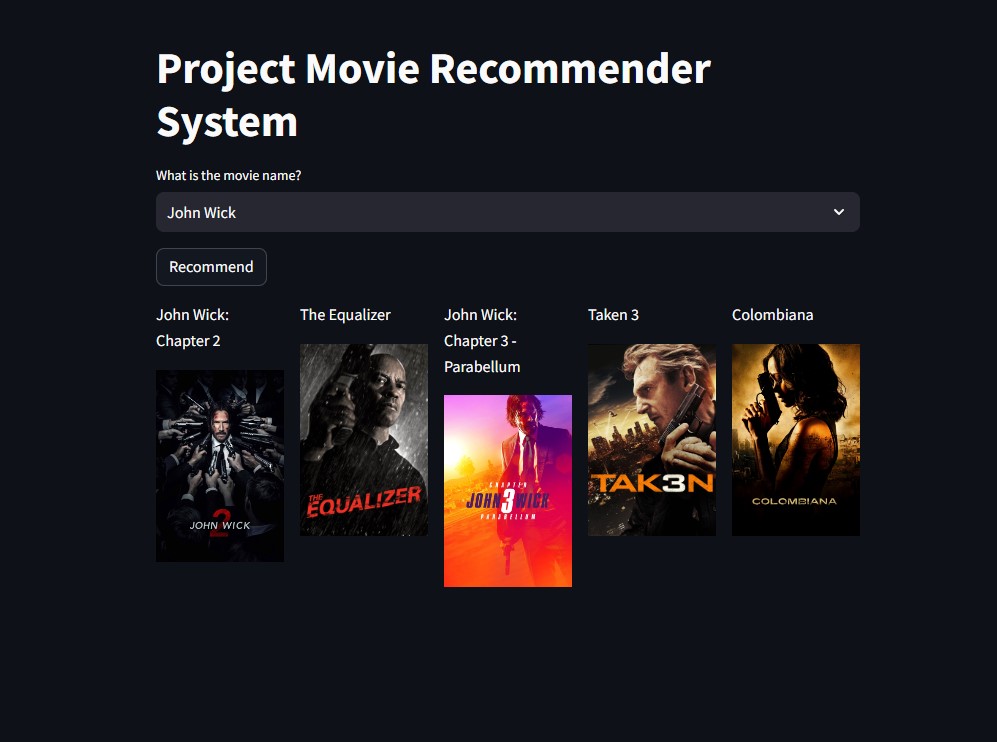 Project Movie Recommender
System
What is the movie name?
John Wick
Recommend
John Wick:
Chapter 2
The Equalizer
John Wick:
Chapter 3 -
Parabellum
Taken 3
Colombiana
2
JOHN WICK
THE
EQUALIZER
CHAPTER
JOHN 3 WICK
PARABELLUM
TAK3N
COLOMBIANA